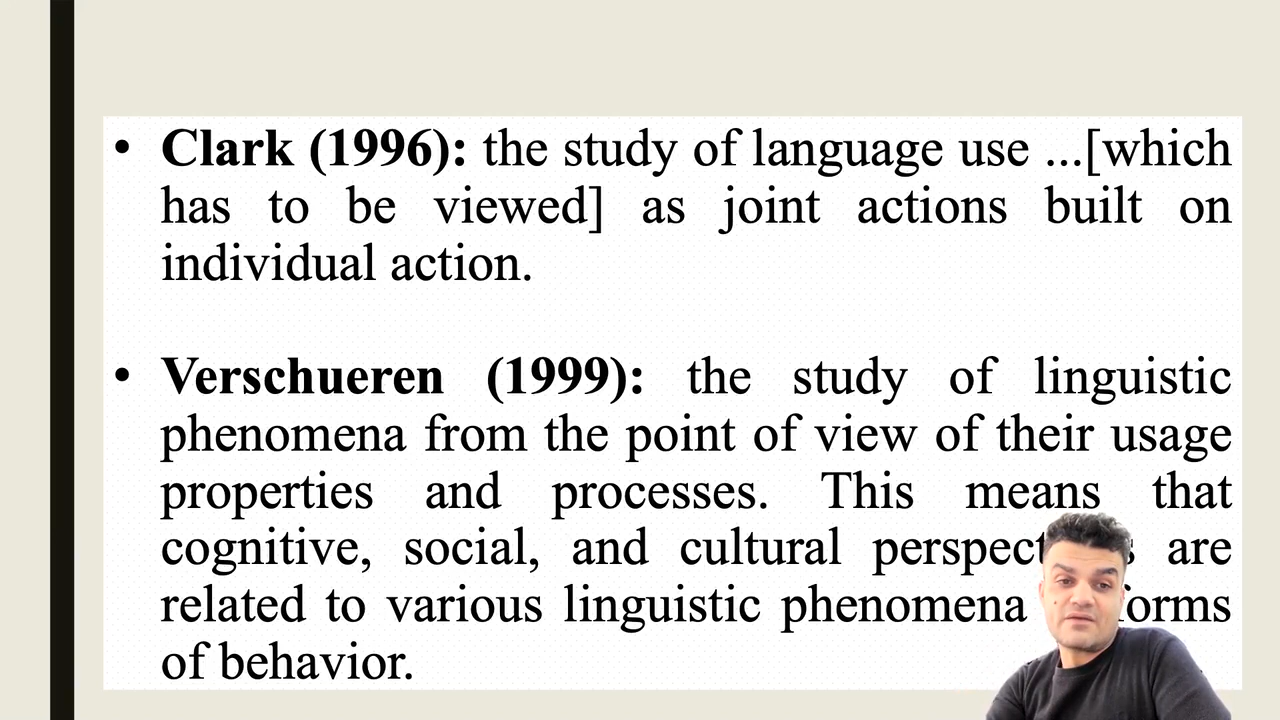 • Clark (1996): the study of language use ...[which
has to be viewed] as joint actions built on
individual action.
• Verschueren (1999): the study of linguistic
phenomena from the point of view of their usage
properties and processes. This means that
cognitive, social, and cultural are
related to various linguistic phenomena
of behavior.